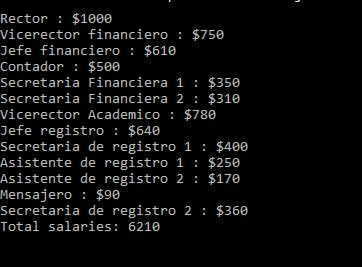 Rector : $1000
Vicerector financiero : $750
Jefe financiero : $610
Contador : $500
Secretaria Financiera 1 : $350
Secretaria Financiera 2 : $310
Vicerector Academico : $780
Jefe registro : $640
Secretaria de registro 1 : $400
Asistente de registro 1 : $250
Asistente de registro 2 : $170
Mensajero : $90
Secretaria de registro 2 : $360
Total salaries: 6210